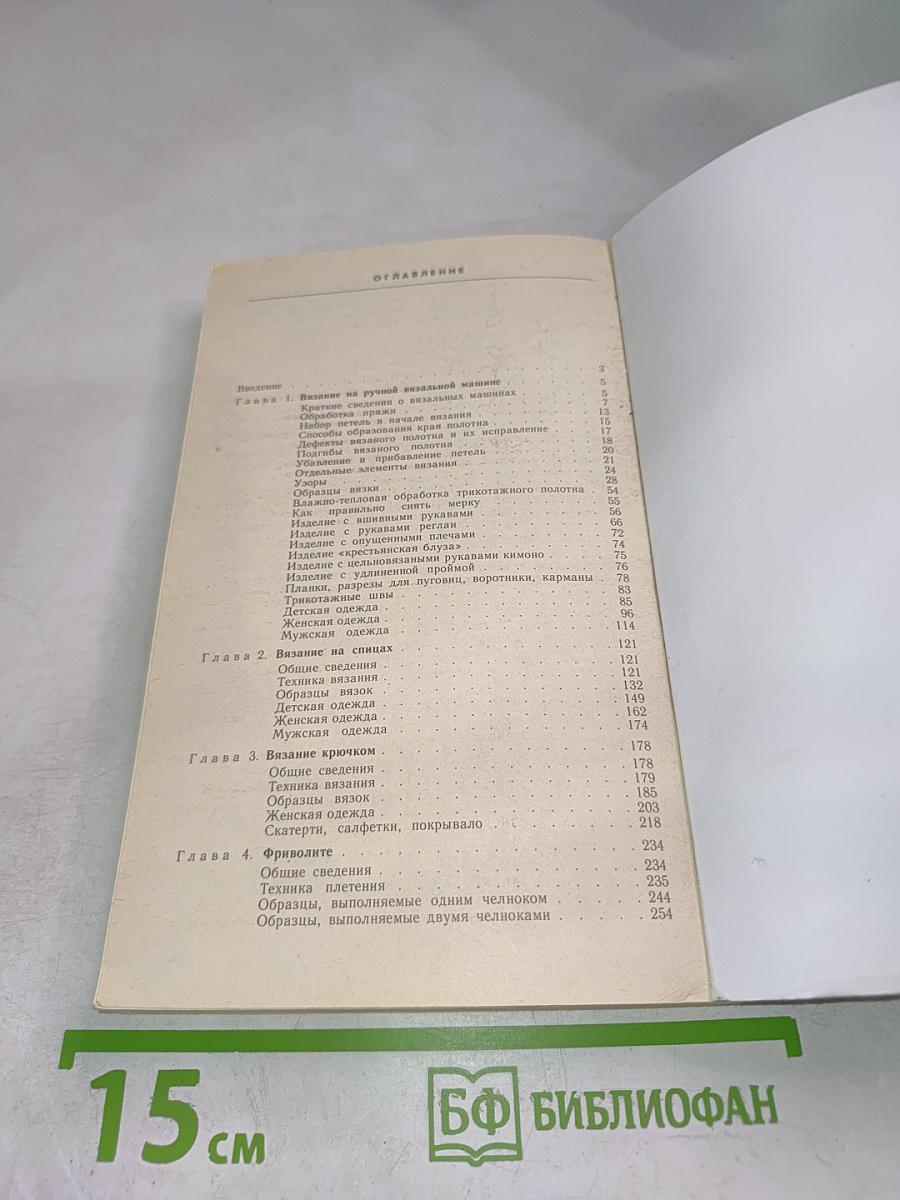 ОГЛАВЛЕНИЕ
Введение . . . . . . . . . . . . . . . . 3
Глава 1. Вязание на ручной вязальной машине . . . . 5
Краткие сведения о вязальных машинах . . . . 5
Обработка пряжи . . . . . . . . . . . 7
Набор петель в начале вязания . . . . . . 13
Способы образования края полотна . . . . . 15
Дефекты вязаного полотна и их исправление . . . 17
Подгибы вязаного полотна . . . . . . . . 18
Убавление и прибавление петель . . . . . . 20
Отдельные элементы вязания . . . . . . . 21
Узоры . . . . . . . . . . . . . . 24
Образцы вязки . . . . . . . . . . . 28
Влажно-тепловая обработка трикотажного полотна . 54
Как правильно снять мерку . . . . . . . 55
Изделие с вшивными рукавами . . . . . . 56
Изделие с рукавами реглан . . . . . . . 66
Изделие с опущенными плечами . . . . . . 72
Изделие «крестьянская блуза» . . . . . . . 74
Изделие с цельновязаными рукавами кимоно . . . 75
Изделие с удлиненной проймой . . . . . . 76
Планки, разрезы для пуговиц, воротники, карманы . 78
Трикотажные швы . . . . . . . . . . 83
Детская одежда . . . . . . . . . . . 85
Женская одежда . . . . . . . . . . . 96
Мужская одежда . . . . . . . . . . . 114
Глава 2. Вязание на спицах . . . . . . . . . . 121
Общие сведения . . . . . . . . . . . 121
Техника вязания . . . . . . . . . . . 121
Образцы вязок . . . . . . . . . . . 132
Детская одежда . . . . . . . . . . . 149
Женская одежда . . . . . . . . . . . 162
Мужская одежда . . . . . . . . . . . 174
Глава 3. Вязание крючком . . . . . . . . . . . 178
Общие сведения . . . . . . . . . . . 178
Техника вязания . . . . . . . . . . . 179
Образцы вязок . . . . . . . . . . . 185
Женская одежда . . . . . . . . . . . 203
Скатерти, салфетки, покрывало . . . . . . 218
Глава 4. Фриволите . . . . . . . . . . . . . 234
Общие сведения . . . . . . . . . . . 234
Техника плетения . . . . . . . . . . 235
Образцы, выполняемые одним челноком . . . . . 244
Образцы, выполняемые двумя челноками . . . . . 254
15 см
БФ БИБЛИОФАН